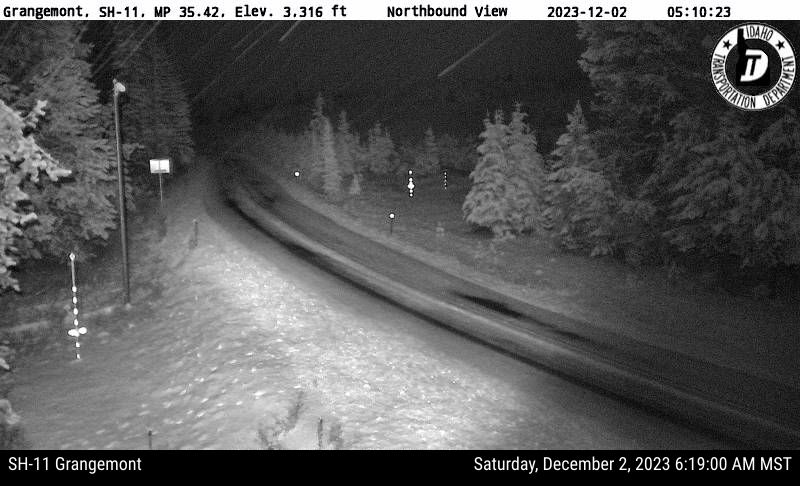 Grangemont, SH-11, MP 35.42, Elev. 3,316 ft Northbound View 2023-12-02 05:10:23
IDAHO
TRANSPORTATION DEPARTMENT
SH-11 Grangemont Saturday, December 2, 2023 6:19:00 AM MST